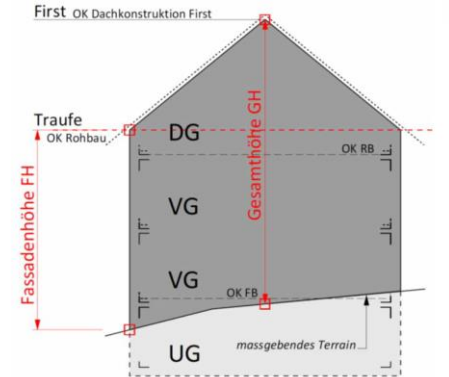 First OK Dachkonstruktion First
Traufe
OK Rohbau
DG
OK RB
Fassadenhöhe FH
Gesamthöhe GH
VG
VG
OK FB
massgebendes Terrain
UG